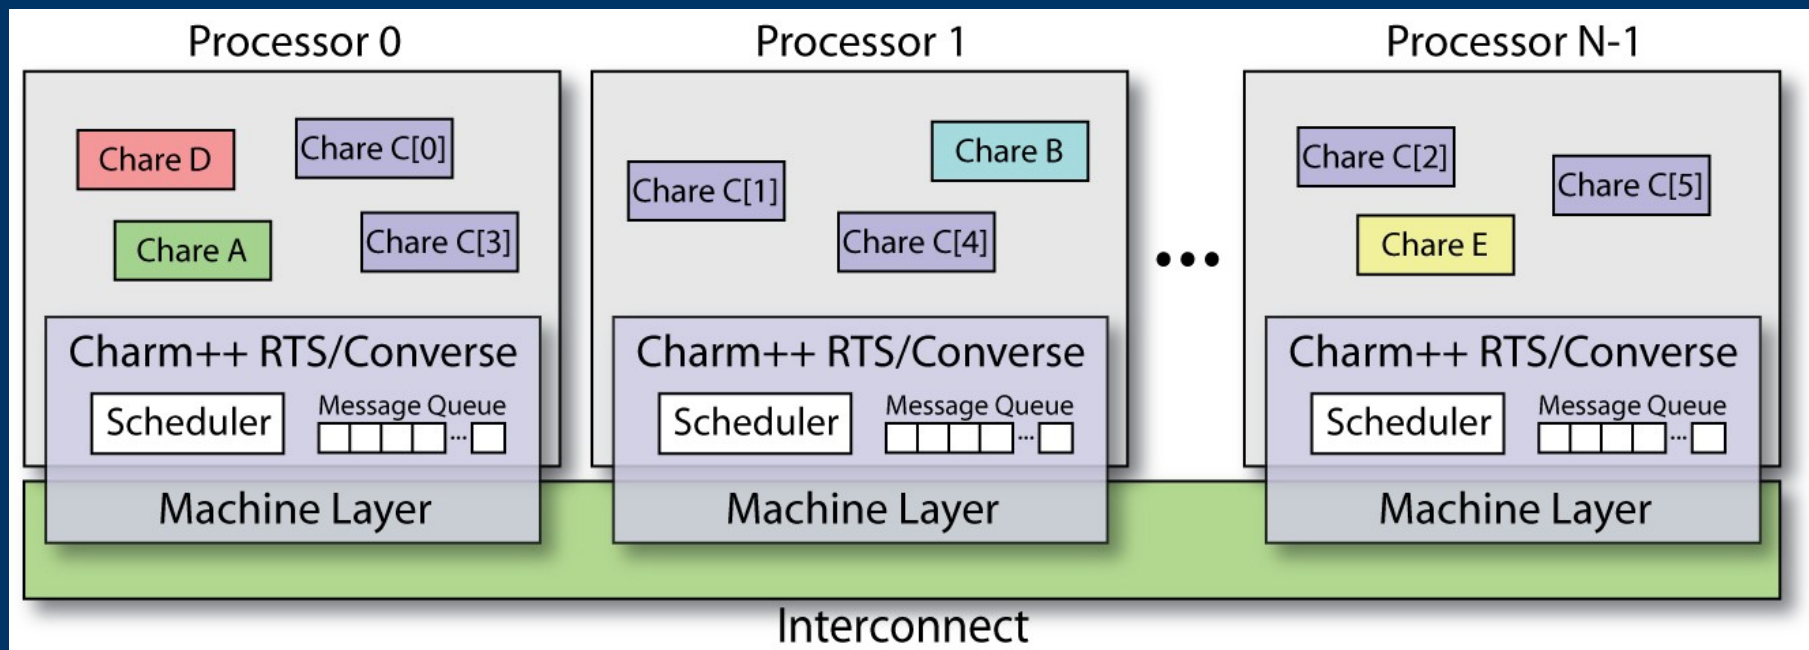 Processor 0
Processor 1
Processor N-1
Chare D
Chare C[0]
Chare A
Chare C[3]
Chare C[1]
Chare B
Chare C[4]
...
Chare C[2]
Chare C[5]
Chare E
Charm++ RTS/Converse
Scheduler
Message Queue
...
Machine Layer
Charm++ RTS/Converse
Scheduler
Message Queue
...
Machine Layer
Charm++ RTS/Converse
Scheduler
Message Queue
...
Machine Layer
Interconnect